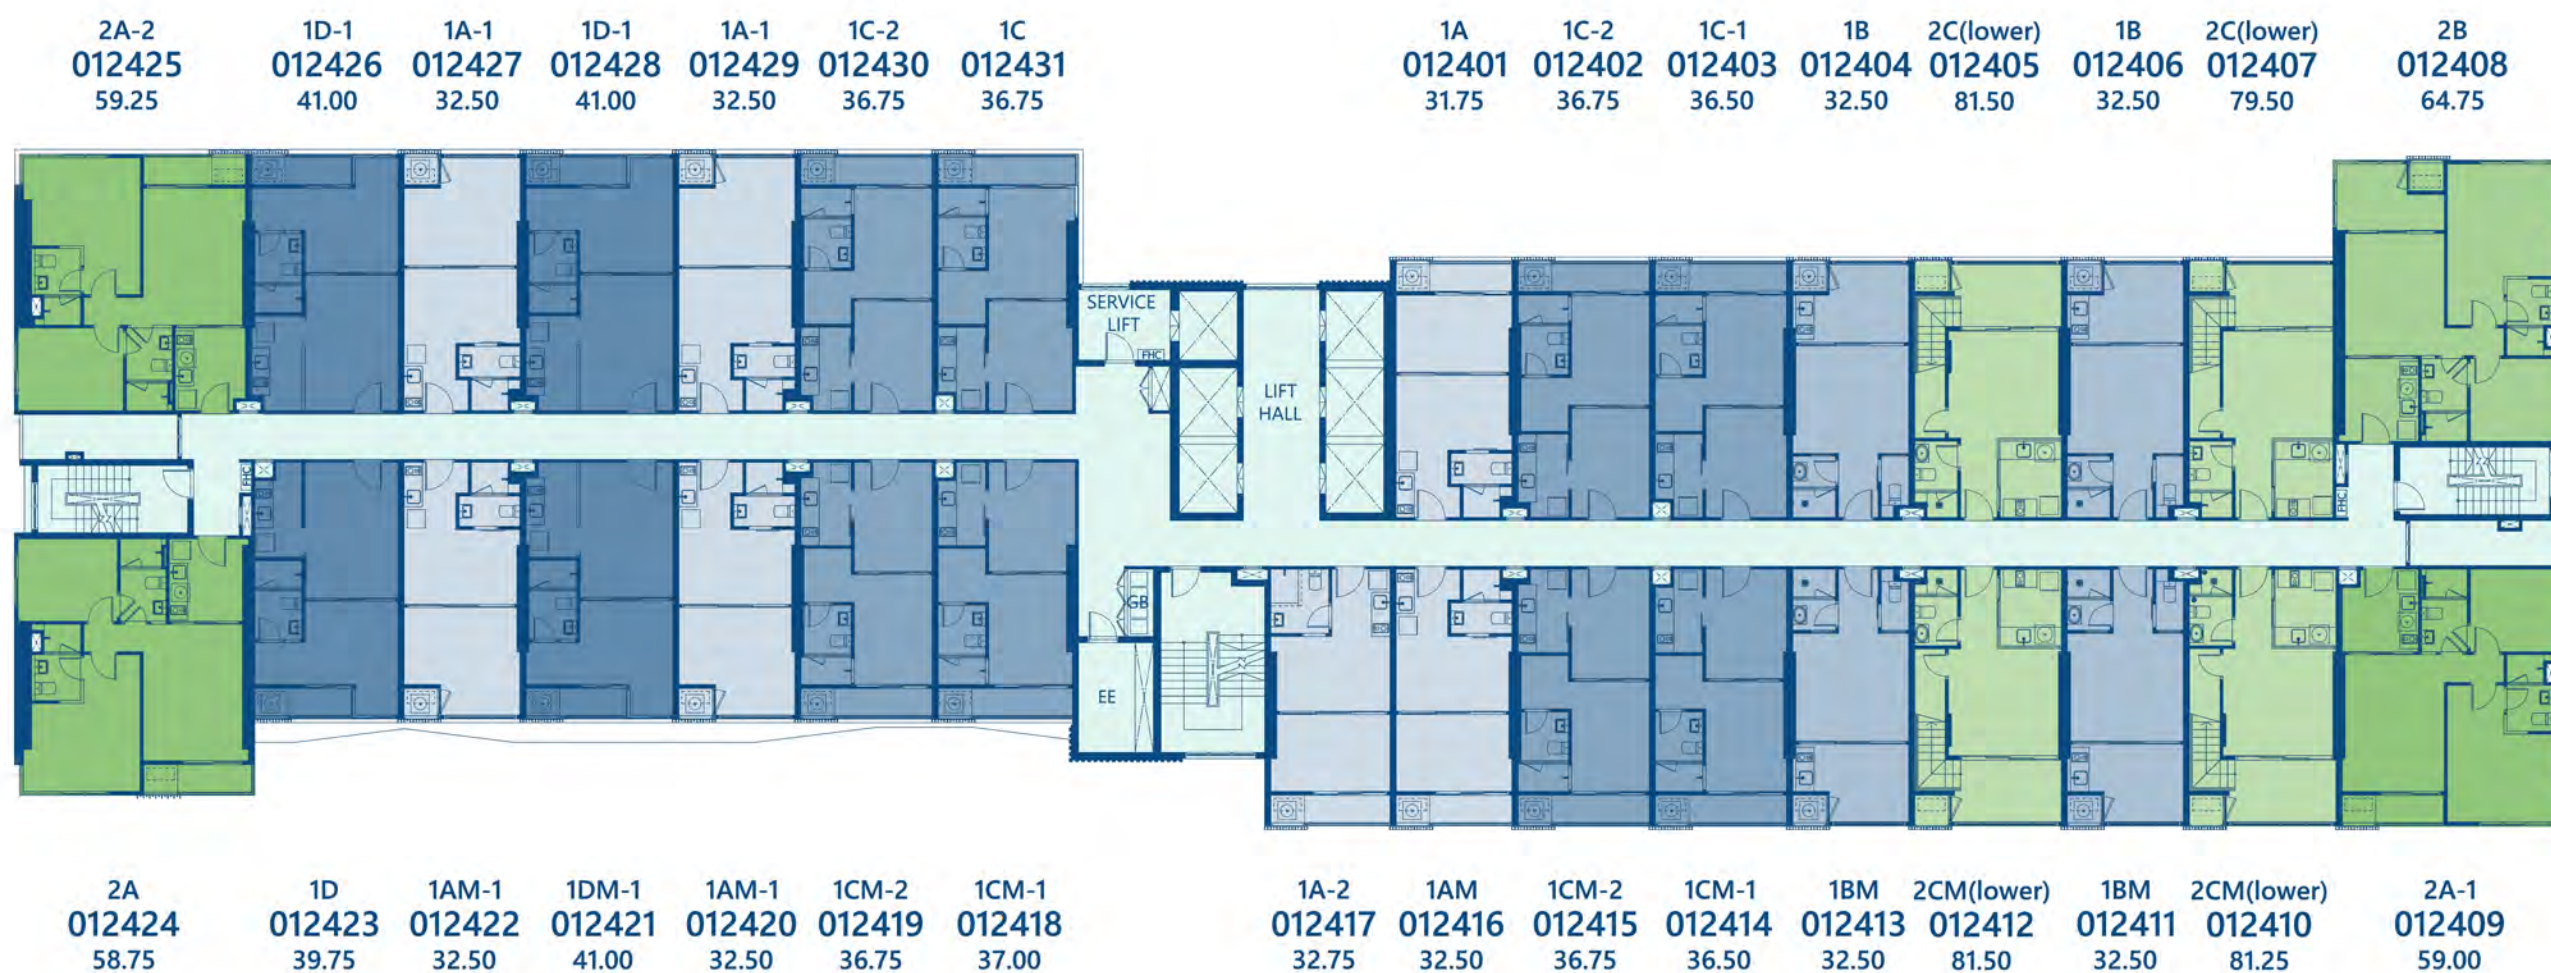 2A-2
012425
59.25
1D-1
012426
41.00
1A-1
012427
32.50
1D-1
012428
41.00
1A-1
012429
32.50
1C-2
012430
36.75
1C
012431
36.75
1A
012401
31.75
1C-2
012402
36.75
1C-1
012403
36.50
1B
012404
32.50
2C(lower)
012405
81.50
1B
012406
32.50
2C(lower)
012407
79.50
2B
012408
64.75
SERVICE
LIFT
FHC
LIFT
HALL
FHC
FHC
GB
EE
2A
012424
58.75
1D
012423
39.75
1AM-1
012422
32.50
1DM-1
012421
41.00
1AM-1
012420
32.50
1CM-2
012419
36.75
1CM-1
012418
37.00
1A-2
012417
32.75
1AM
012416
32.50
1CM-2
012415
36.75
1CM-1
012414
36.50
1BM
012413
32.50
2CM(lower)
012412
81.50
1BM
012411
32.50
2CM(lower)
012410
81.25
2A-1
012409
59.00